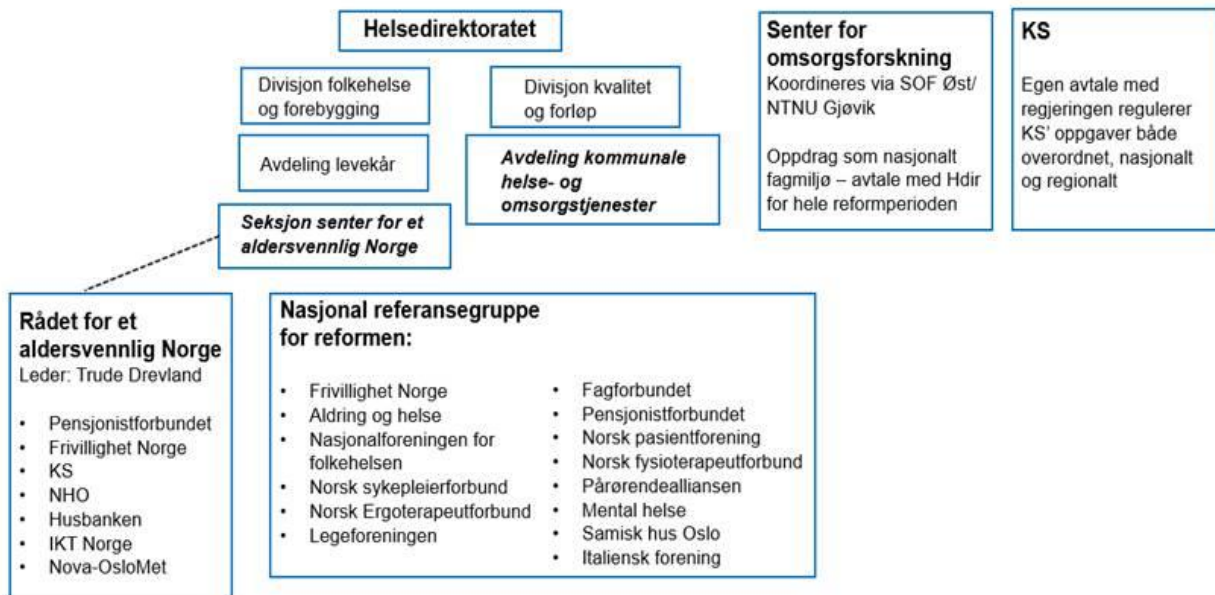 Helsedirektoratet
Divisjon folkehelse
og forebygging
Divisjon kvalitet
og forløp
Avdeling levekår
Avdeling kommunale
helse- og
omsorgstjenester
Seksjon senter for et
aldersvennlig Norge
Senter for
omsorgsforskning
Koordineres via SOF Øst/
NTNU Gjøvik
Oppdrag som nasjonalt
fagmiljø – avtale med Hdir
for hele reformperioden
KS
Egen avtale med
regjeringen regulerer
KS' oppgaver både
overordnet, nasjonalt
og regionalt
Rådet for et
aldersvennlig Norge
Leder: Trude Drevland
• Pensjonistforbundet
• Frivillighet Norge
• KS
• NHO
• Husbanken
• IKT Norge
• Nova-OsloMet
Nasjonal referansegruppe
for reformen:
• Frivillighet Norge
• Aldring og helse
• Nasjonalforeningen for
folkehelsen
• Norsk sykepleierforbund
• Norsk Ergoterapeutforbund
• Legeforeningen
• Fagforbundet
• Pensjonistforbundet
• Norsk pasientforening
• Norsk fysioterapeutforbund
• Pårørendealliansen
• Mental helse
• Samisk hus Oslo
• Italiensk forening